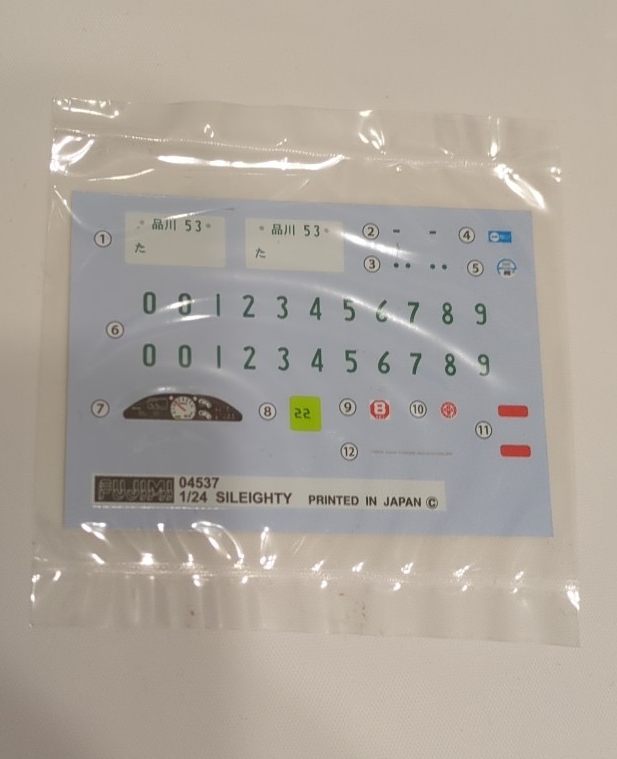 ① 品川 53 品川 53 ② - - ④
た た ③ •• •• ⑤
⑥ 0 0 1 2 3 4 5 6 7 8 9
0 0 1 2 3 4 5 6 7 8 9
⑦ ⑧ 22 ⑨ 8 ⑩ ⑪
⑫
FUJIMI 04537
1/24 SILEIGHTY PRINTED IN JAPAN ©